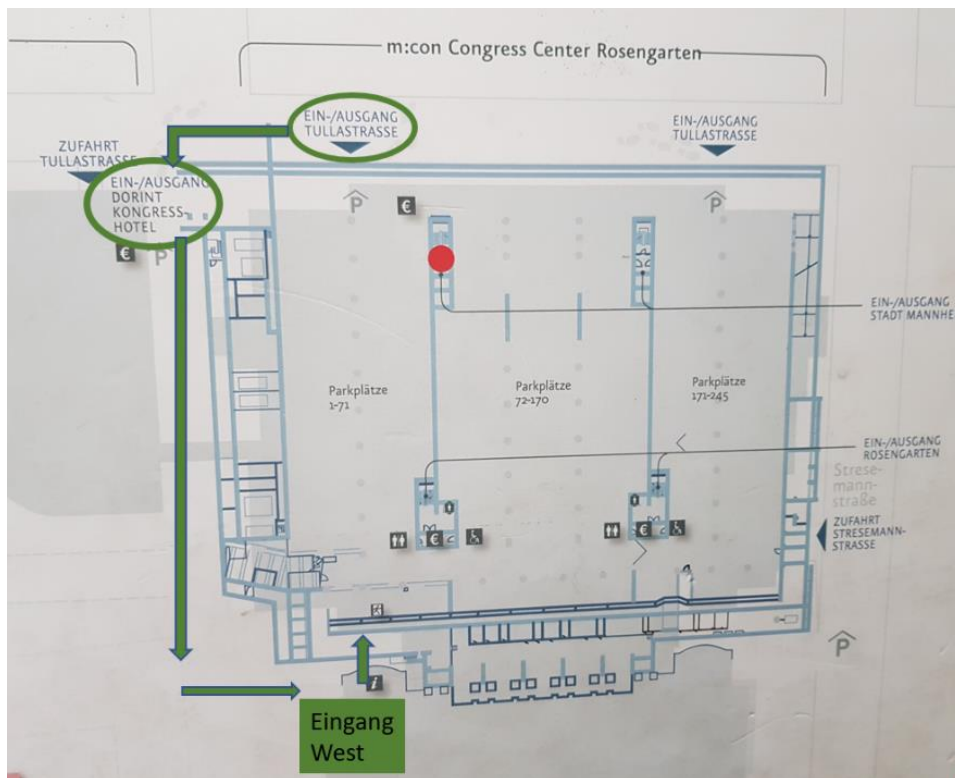 m:con Congress Center Rosengarten
EIN-/AUSGANG
TULLASTRASSE
EIN-/AUSGANG
TULLASTRASSE
ZUFAHRT
TULLASTRASSE
EIN-/AUSGANG
DORINT
KONGRESS-
HOTEL
€
P
€
P
P
EIN-/AUSGANG
STADT MANNHE
Parkplätze
1-71
Parkplätze
72-170
Parkplätze
171-245
EIN-/AUSGANG
ROSENGARTEN
Strese-
mann-
straße
ZUFAHRT
STRESEMANN-
STRASSE
€
€
P
i
Eingang
West